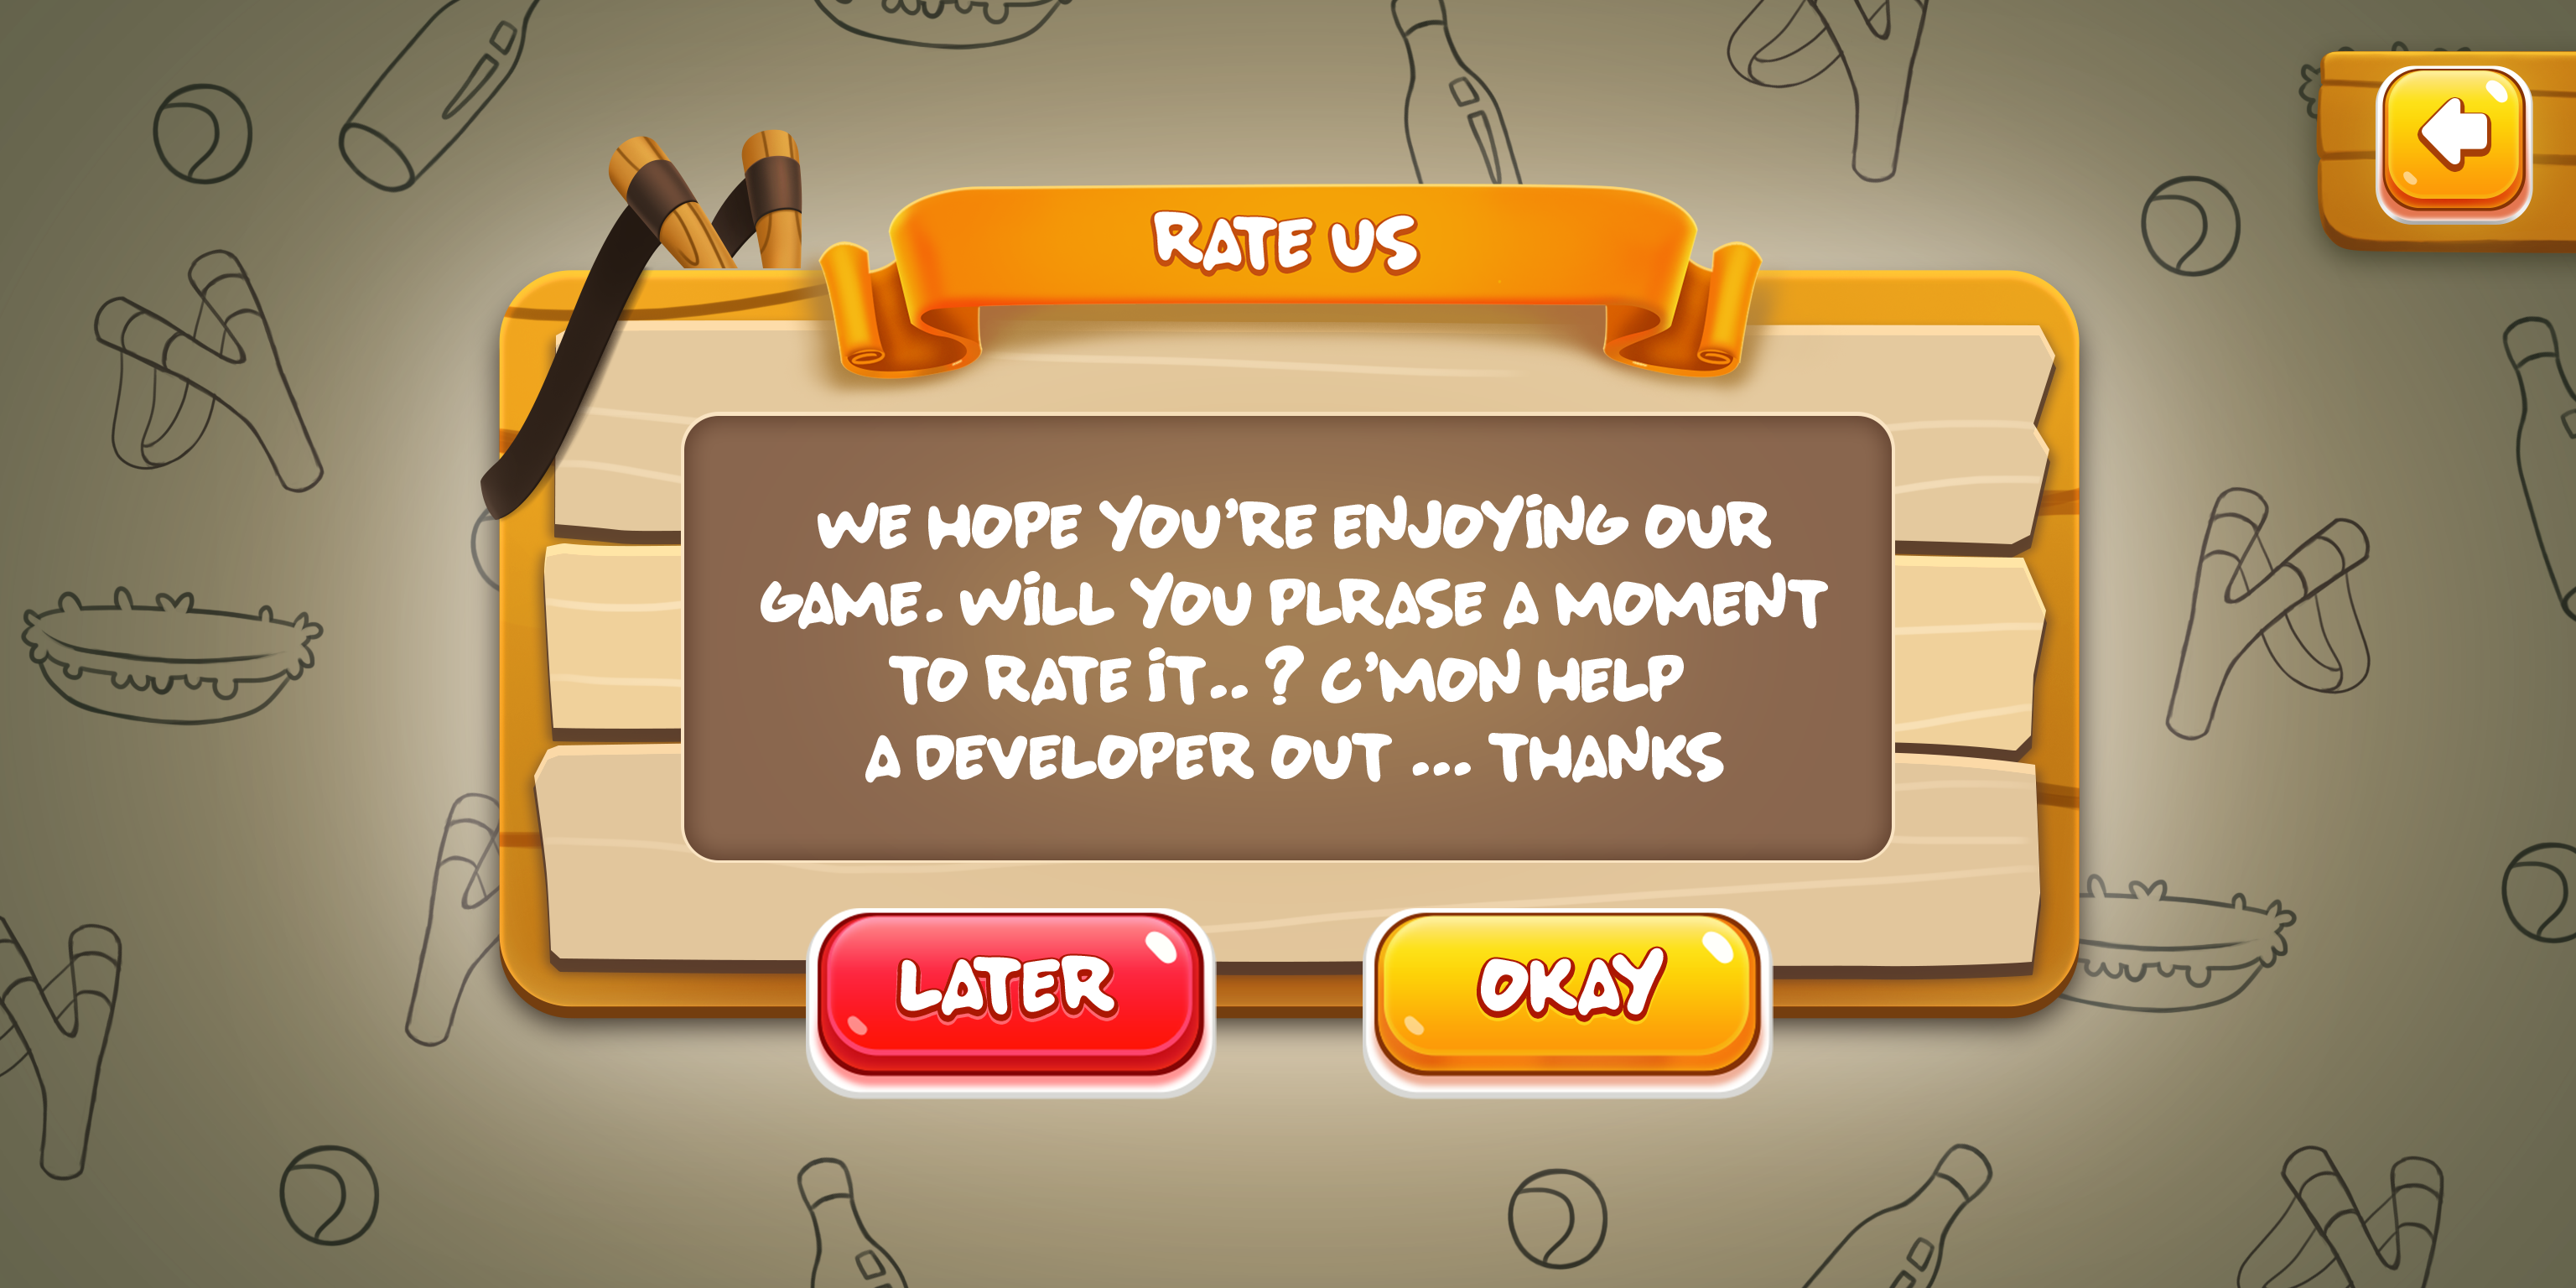 RATE US
WE HOPE YOU'RE ENJOYING OUR
GAME. WILL YOU PLRASE A MOMENT
TO RATE IT.. ? C'MON HELP
A DEVELOPER OUT ... THANKS
LATER
OKAY